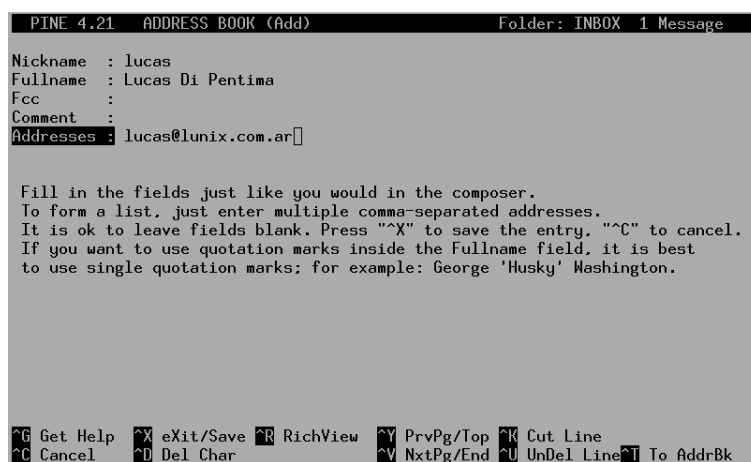 PINE 4.21 ADDRESS BOOK (Add) Folder: INBOX 1 Message
Nickname : lucas
Fullname : Lucas Di Pentima
Fcc :
Comment :
Addresses : lucas@lunix.com.ar
Fill in the fields just like you would in the composer.
To form a list, just enter multiple comma-separated addresses.
It is ok to leave fields blank. Press "^X" to save the entry, "^C" to cancel.
If you want to use quotation marks inside the Fullname field, it is best
to use single quotation marks; for example: George 'Husky' Washington.
^G Get Help ^X eXit/Save ^R RichView ^Y PrvPg/Top ^K Cut Line
^C Cancel ^D Del Char ^V NxtPg/End ^U UnDel Line ^T To AddrBk